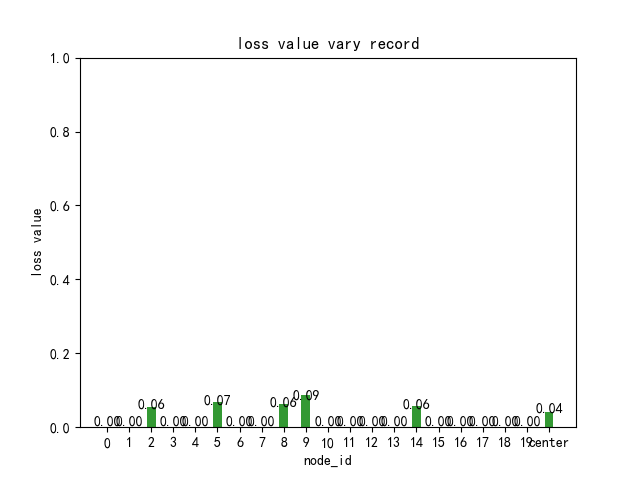 loss value vary record
1.0
0.8
0.6
0.4
0.2
0.0
loss value
0.00 0.00 0.06 0.00 0.00 0.07 0.00 0.00 0.06 0.09 0.00 0.00 0.00 0.00 0.06 0.00 0.00 0.00 0.00 0.00 0.04
0 1 2 3 4 5 6 7 8 9 10 11 12 13 14 15 16 17 18 19 center
node_id